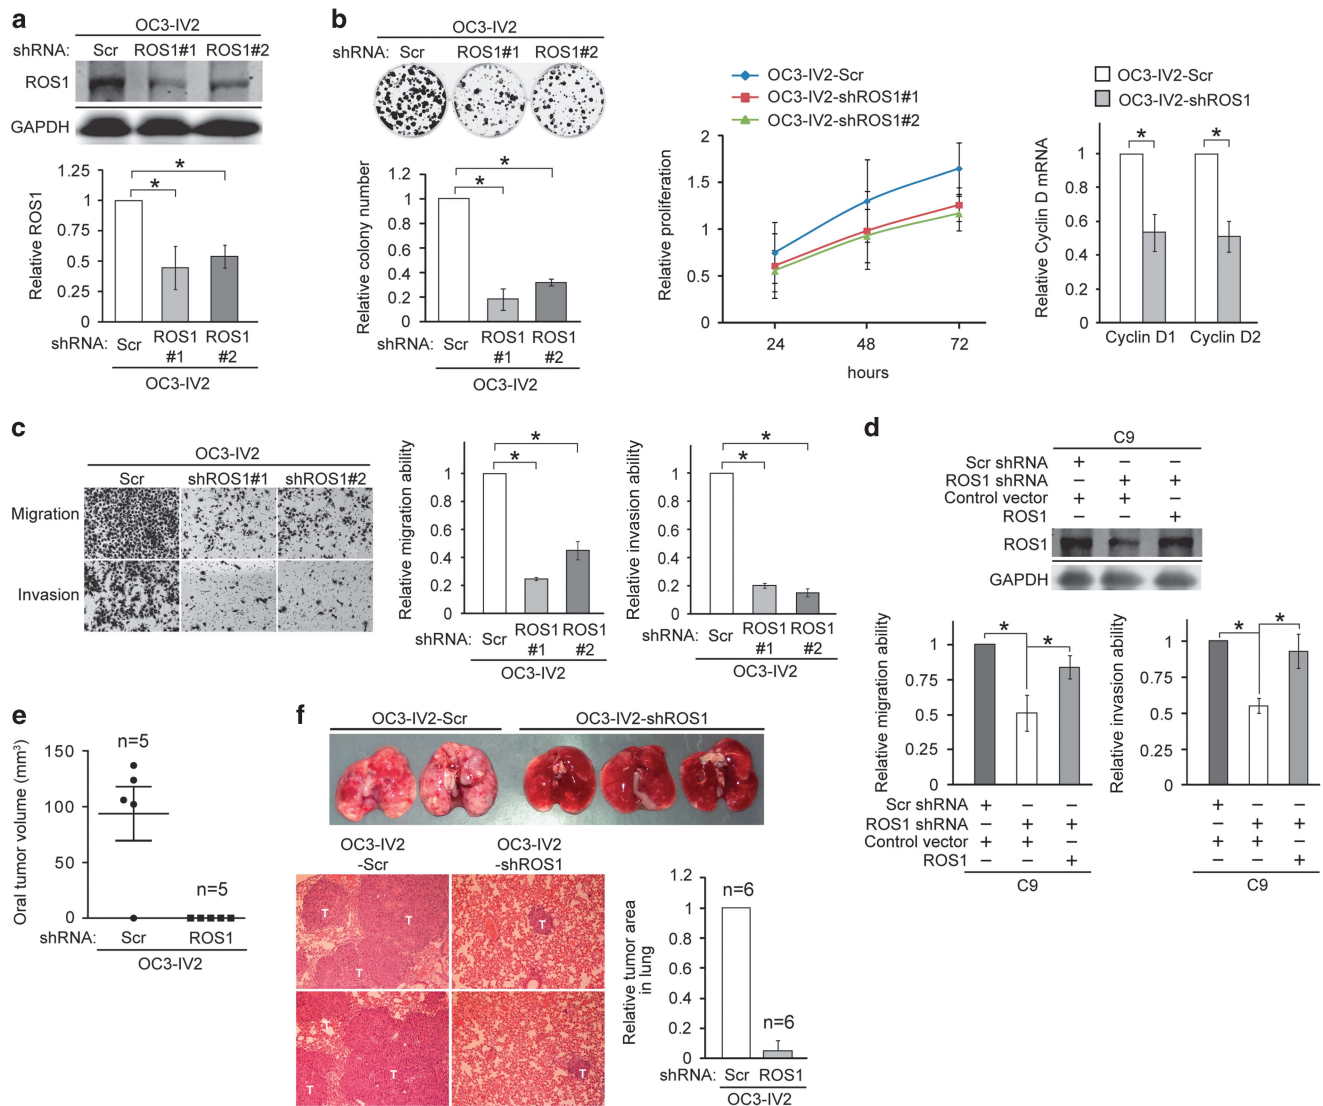 a
OC3-IV2
shRNA: Scr ROS1#1 ROS1#2
ROS1
GAPDH
Relative ROS1
1.25
1
0.75
0.5
0.25
0
*
*
shRNA: Scr ROS1 #1 ROS1 #2
OC3-IV2
b
OC3-IV2
shRNA: Scr ROS1#1 ROS1#2
Relative colony number
1.2
1
0.8
0.6
0.4
0.2
0
*
*
shRNA: Scr ROS1 #1 ROS1 #2
OC3-IV2
OC3-IV2-Scr
OC3-IV2-shROS1#1
OC3-IV2-shROS1#2
Relative proliferation
2
1.5
1
0.5
0
24 48 72
hours
OC3-IV2-Scr
OC3-IV2-shROS1
Relative Cyclin D mRNA
1
0.8
0.6
0.4
0.2
0
* *
Cyclin D1 Cyclin D2
c
OC3-IV2
Scr shROS1#1 shROS1#2
Migration
Invasion
Relative migration ability
1
0.8
0.6
0.4
0.2
0
*
*
shRNA: Scr ROS1 #1 ROS1 #2
OC3-IV2
Relative invasion ability
1
0.8
0.6
0.4
0.2
0
*
*
shRNA: Scr ROS1 #1 ROS1 #2
OC3-IV2
d
C9
Scr shRNA + − −
ROS1 shRNA − + +
Control vector + + −
ROS1 − − +
ROS1
GAPDH
Relative migration ability
1
0.75
0.5
0.25
0
* *
Scr shRNA + − −
ROS1 shRNA − + +
Control vector + + −
ROS1 − − +
C9
Relative invasion ability
1
0.75
0.5
0.25
0
* *
+ − −
− + +
+ + −
− − +
C9
e
Oral tumor volume (mm³)
150
100
50
0
n=5
n=5
shRNA: Scr ROS1
OC3-IV2
f
OC3-IV2-Scr OC3-IV2-shROS1
OC3-IV2 -Scr
OC3-IV2 -shROS1
T T T
T
T T T
T
Relative tumor area
in lung
1.2
1
0.8
0.6
0.4
0.2
0
n=6
n=6
shRNA: Scr ROS1
OC3-IV2